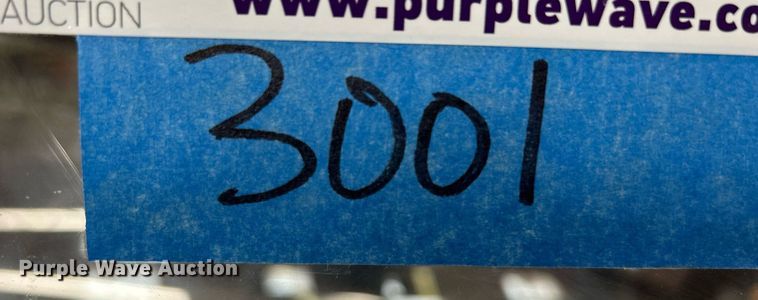 AUCTION
www.purplewave.co
3001
Purple Wave Auction